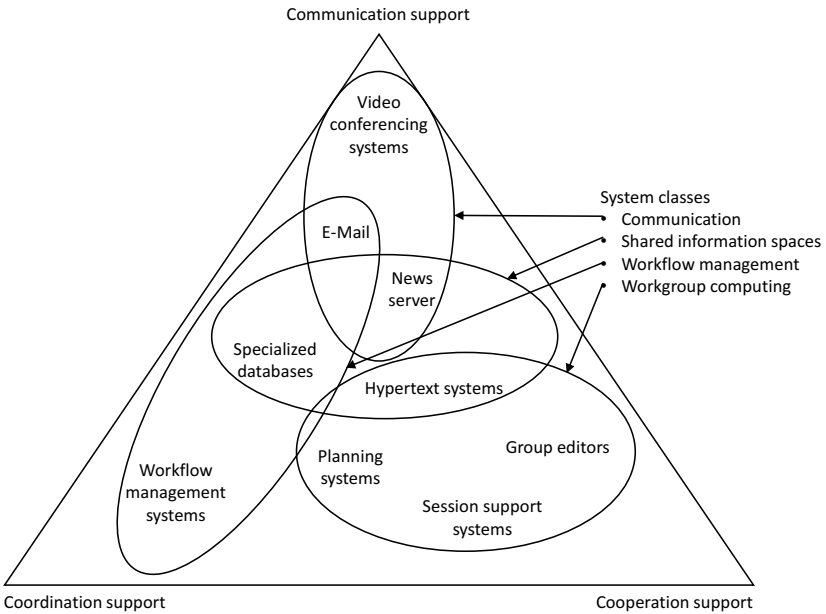 Communication support
Video
conferencing
systems
System classes
• Communication
• Shared information spaces
• Workflow management
• Workgroup computing
E-Mail
News
server
Specialized
databases
Hypertext systems
Group editors
Planning
systems
Workflow
management
systems
Session support
systems
Coordination support
Cooperation support